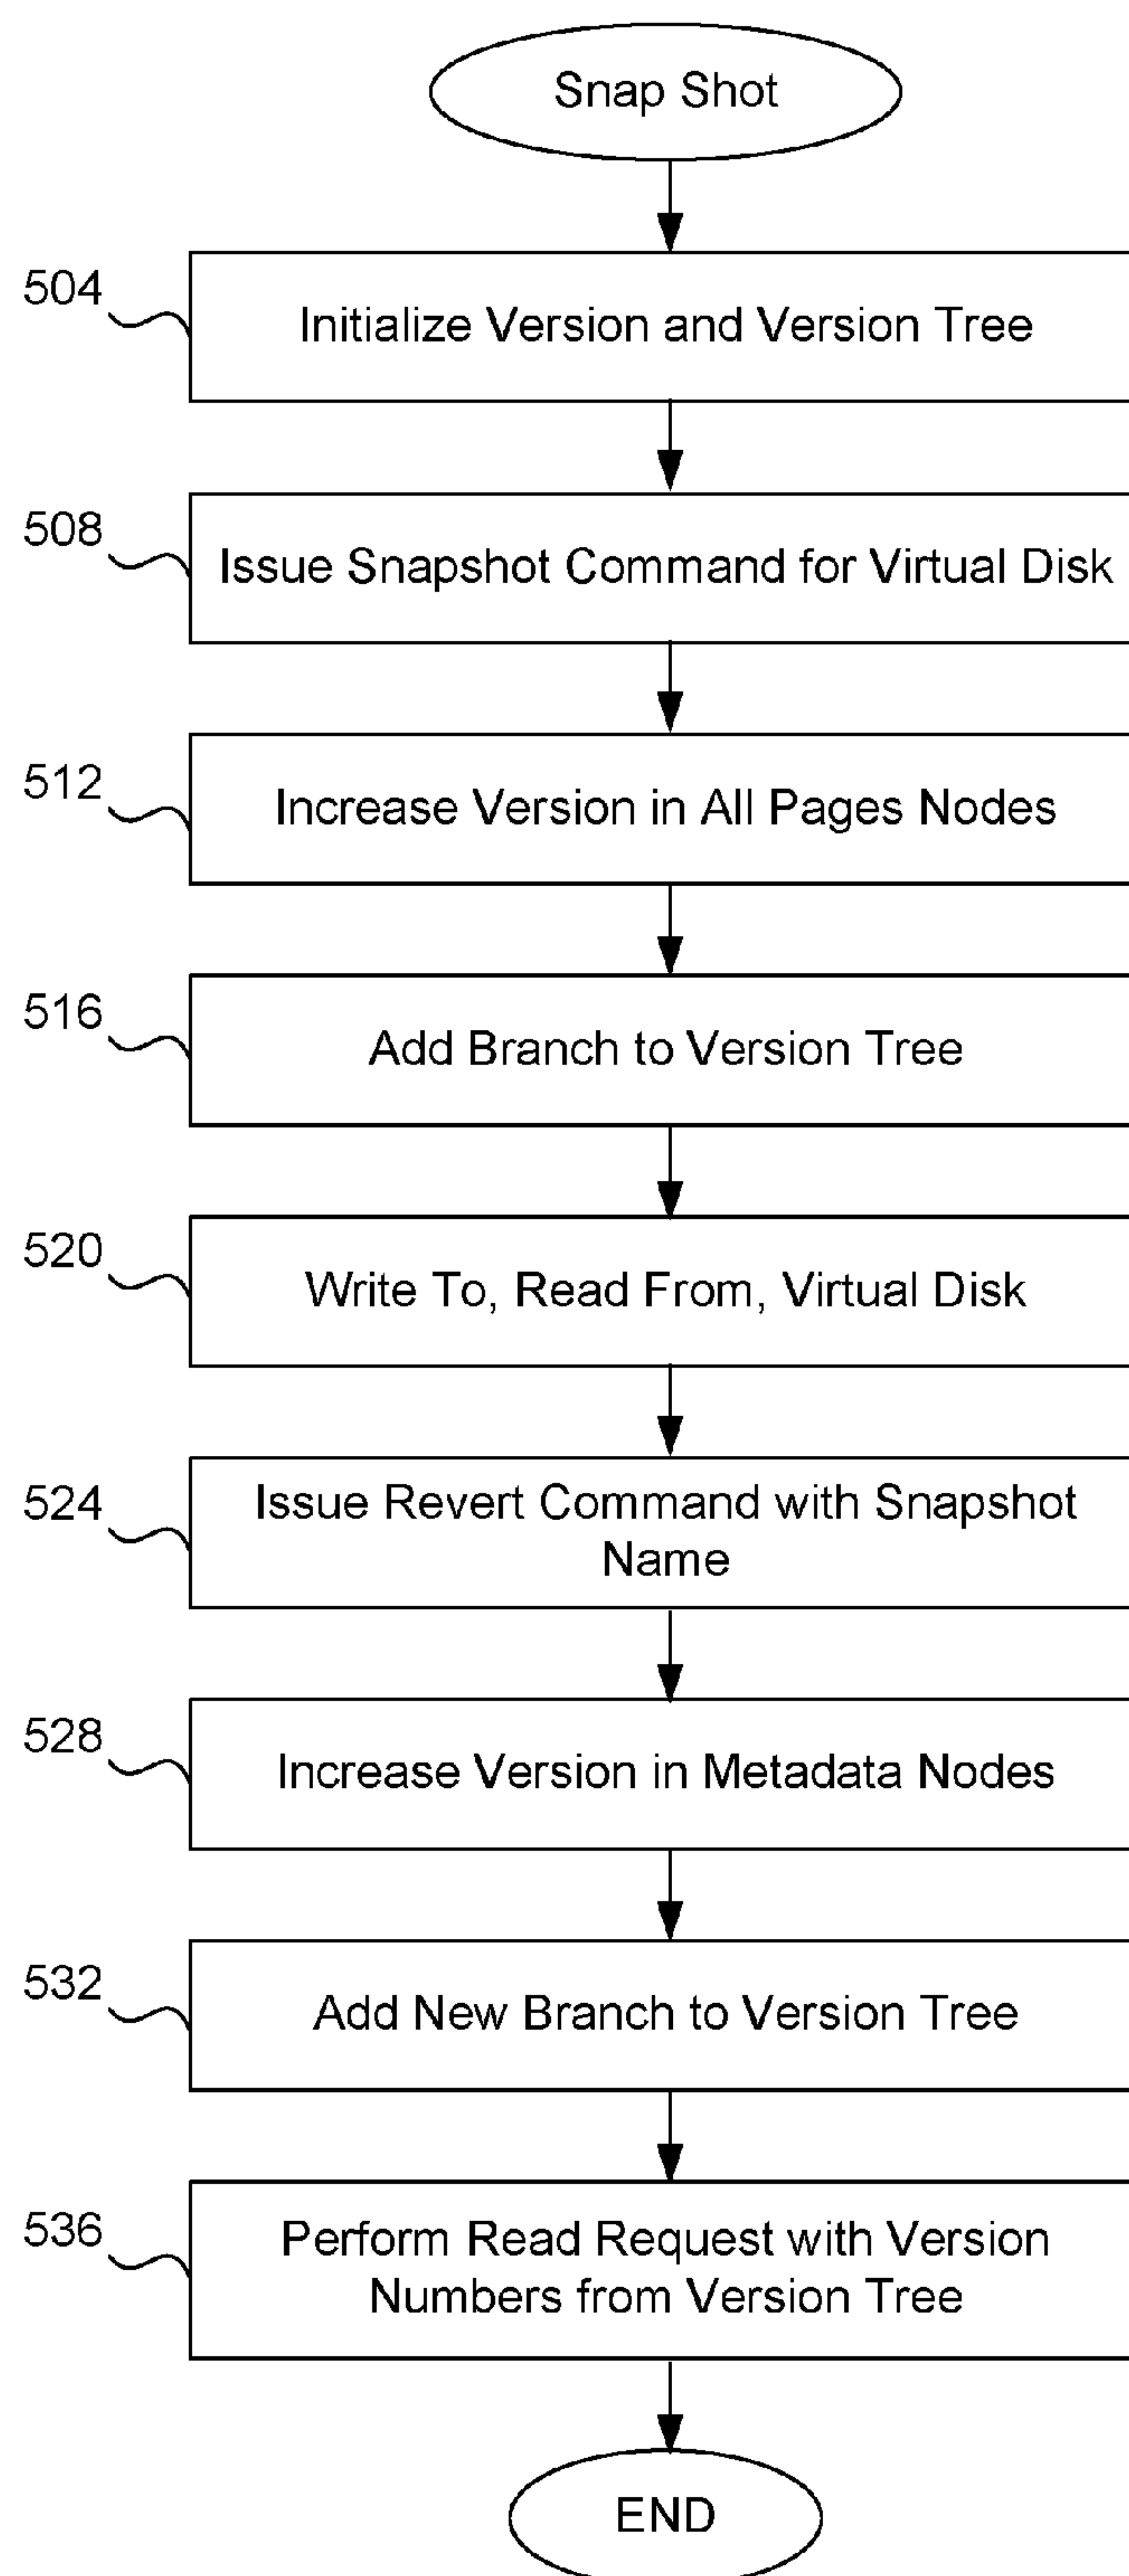 Snap Shot
504
Initialize Version and Version Tree
508
Issue Snapshot Command for Virtual Disk
512
Increase Version in All Pages Nodes
516
Add Branch to Version Tree
520
Write To, Read From, Virtual Disk
524
Issue Revert Command with Snapshot
Name
528
Increase Version in Metadata Nodes
532
Add New Branch to Version Tree
536
Perform Read Request with Version
Numbers from Version Tree
END